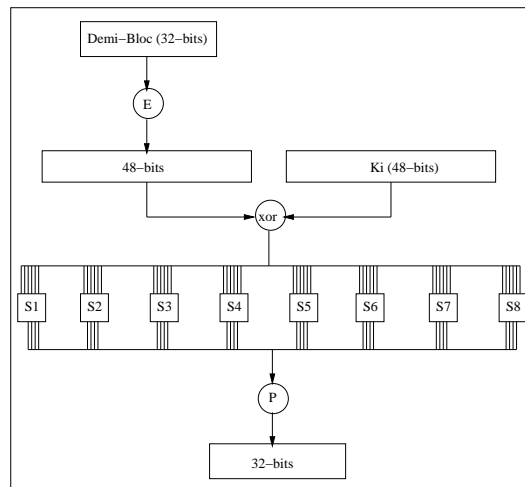 Demi–Bloc (32–bits)
E
48–bits
Ki (48–bits)
xor
S1
S2
S3
S4
S5
S6
S7
S8
P
32–bits